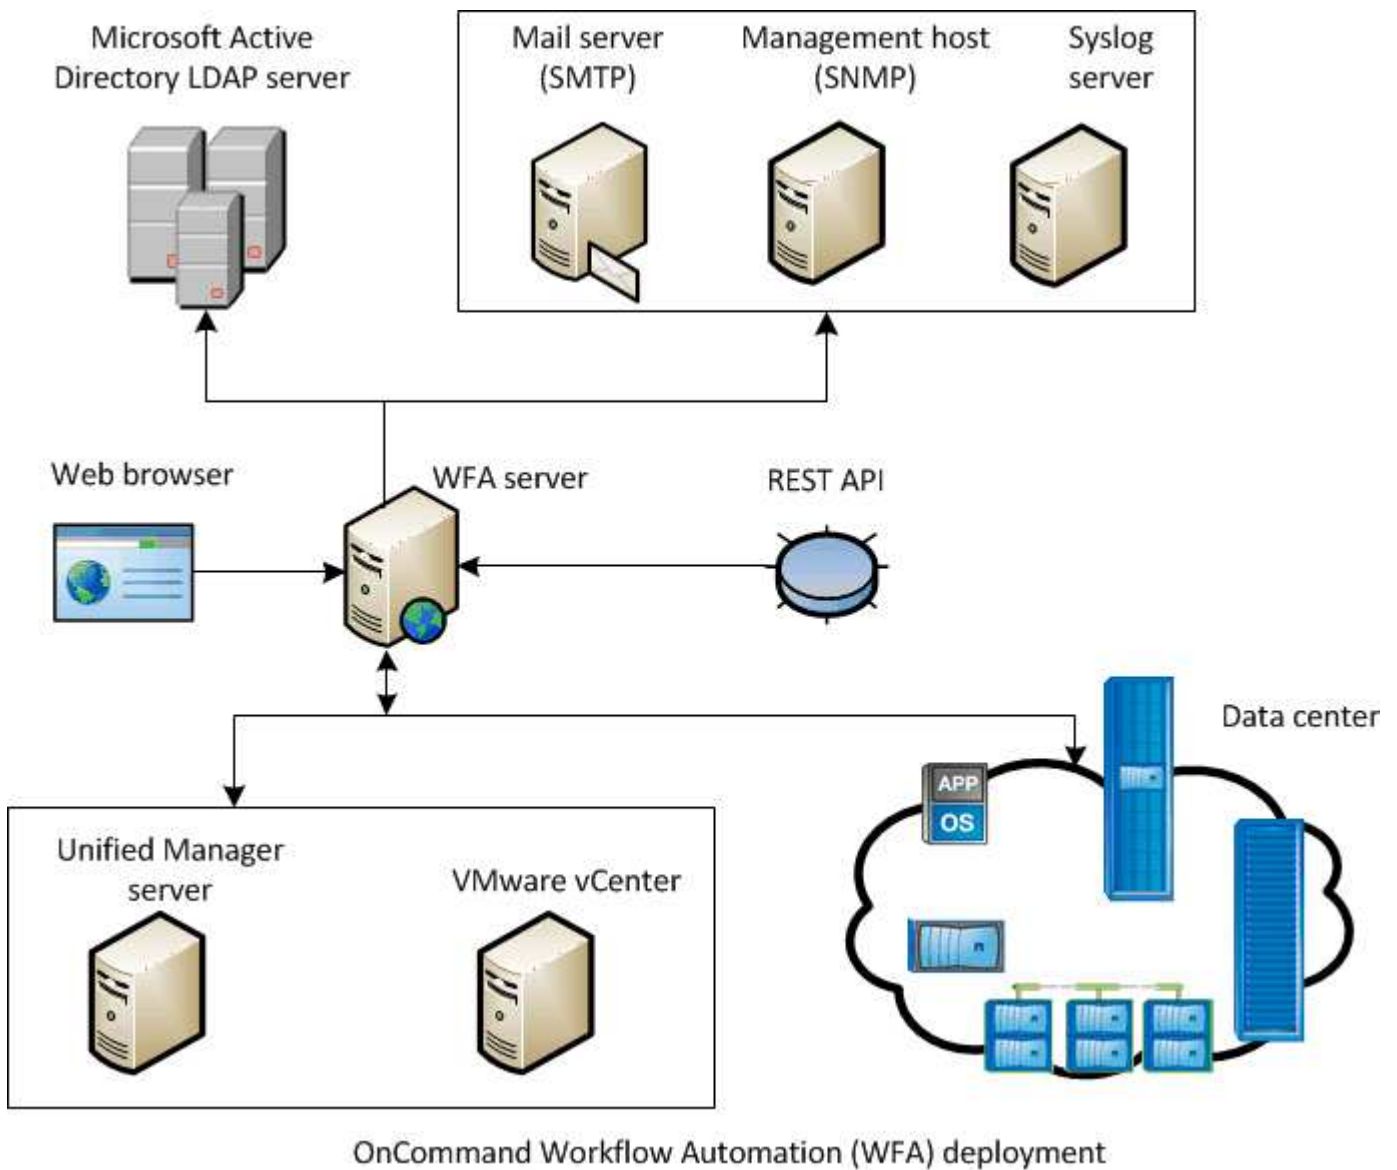 Microsoft Active
Directory LDAP server
Mail server
(SMTP)
Management host
(SNMP)
Syslog
server
Web browser
WFA server
REST API
Data center
APP
OS
Unified Manager
server
VMware vCenter
OnCommand Workflow Automation (WFA) deployment